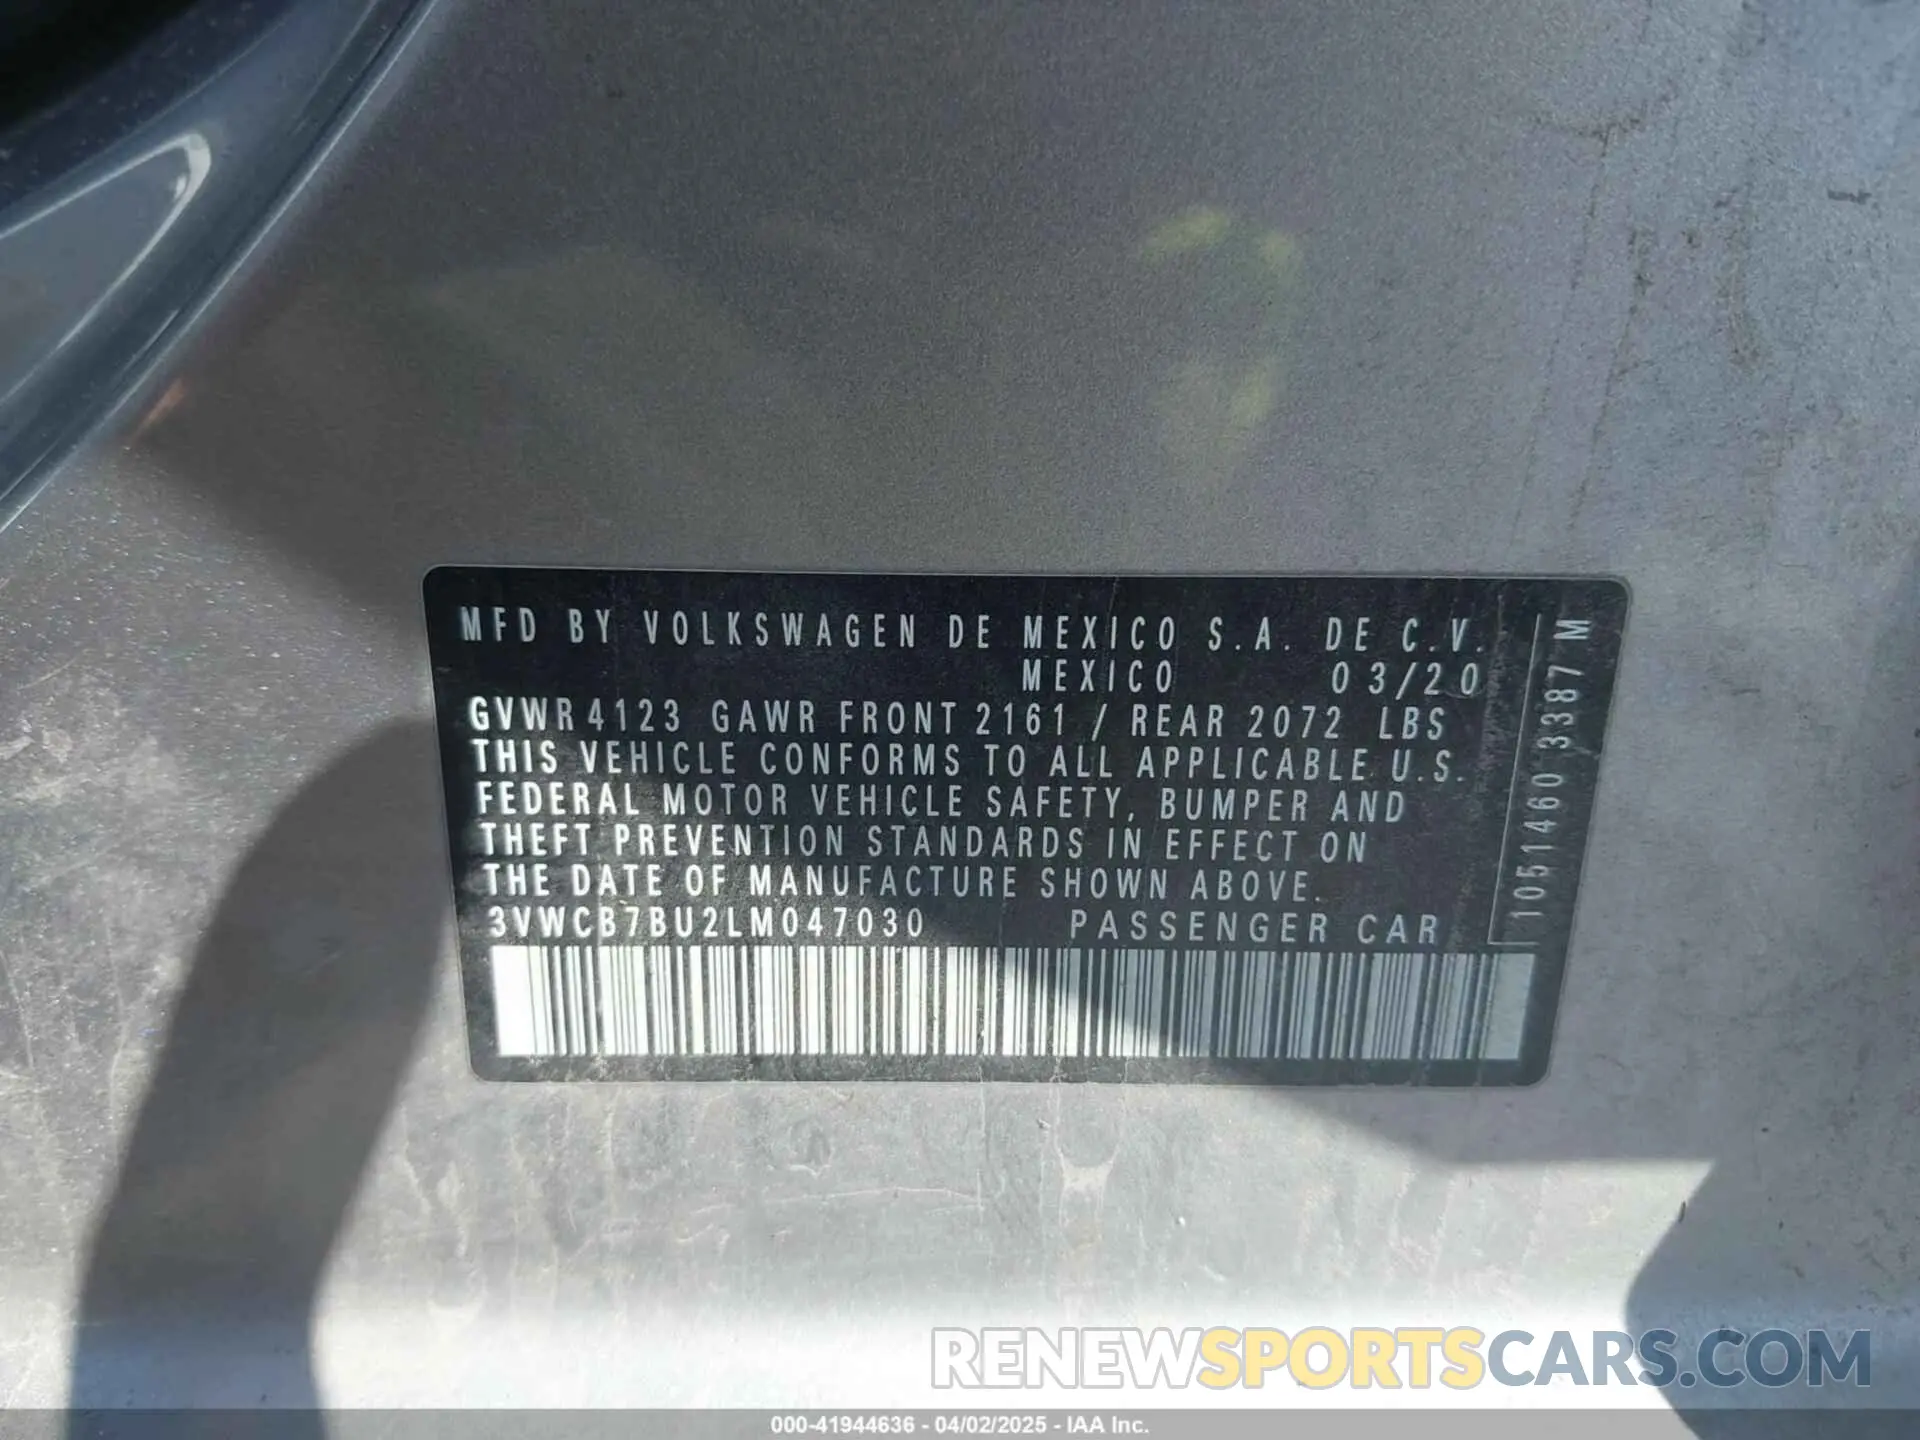 MFD BY VOLKSWAGEN DE MEXICO S.A. DE C.V.
MEXICO 03/20
GVWR 4123 GAWR FRONT 2161 / REAR 2072 LBS
THIS VEHICLE CONFORMS TO ALL APPLICABLE U.S.
FEDERAL MOTOR VEHICLE SAFETY, BUMPER AND
THEFT PREVENTION STANDARDS IN EFFECT ON
THE DATE OF MANUFACTURE SHOWN ABOVE.
3VWCB7BU2LM047030 PASSENGER CAR
1051460 3387 M
RENEWSPORTSCARS.COM
000-41944636 - 04/02/2025 - IAA Inc.